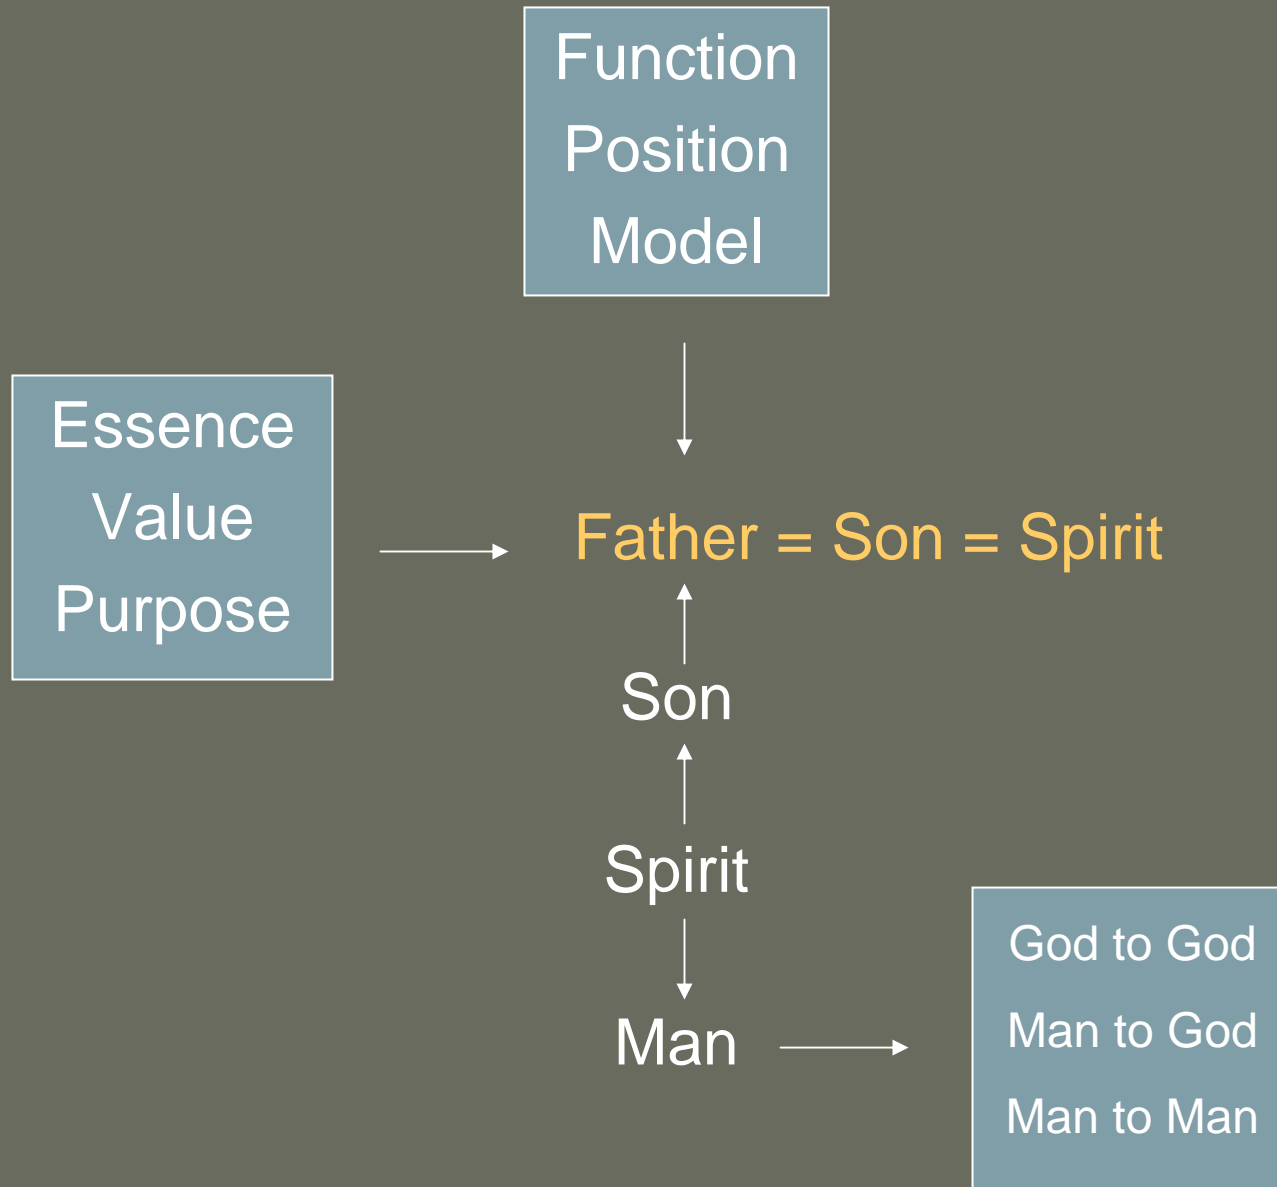 Function
Position
Model
Essence
Value
Purpose
Father = Son = Spirit
Son
Spirit
Man
God to God
Man to God
Man to Man